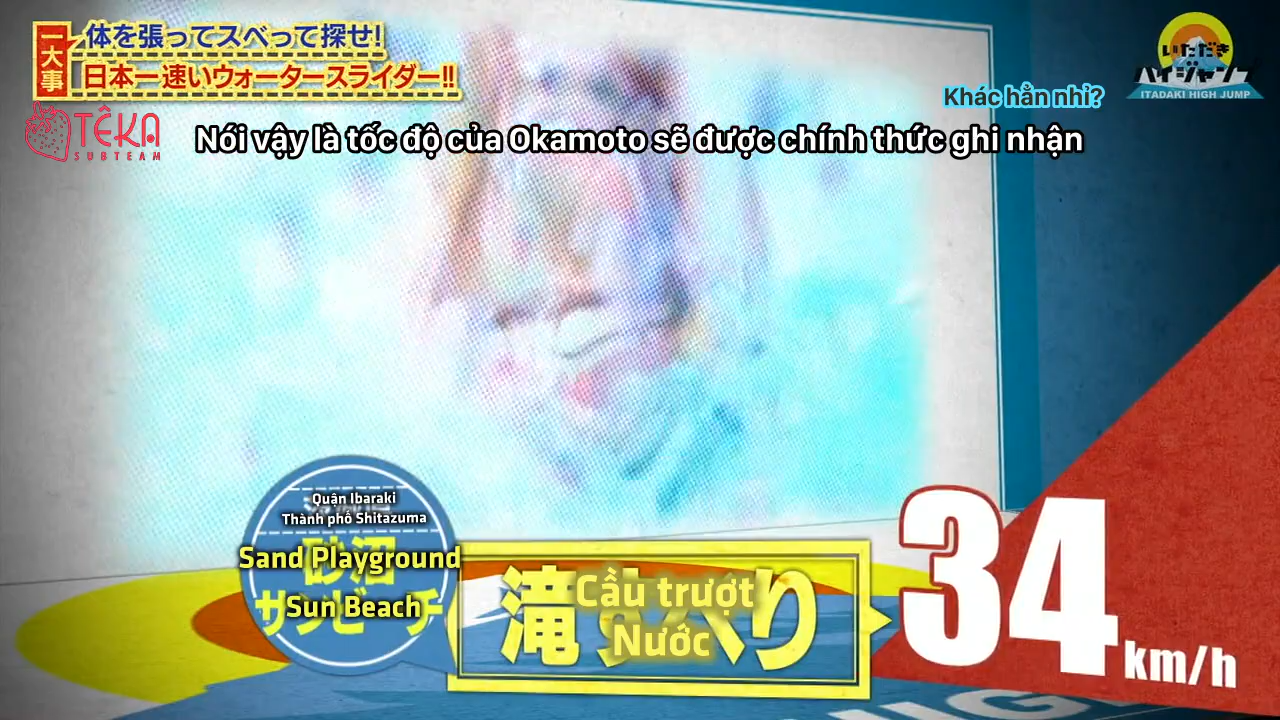 一大事
体を張ってスベって探せ!
日本一速いウォータースライダー!!
いただき
ハイジャンプ
ITADAKI HIGH JUMP
Khác hẳn nhỉ?
TÊKA
SUBTEAM
Nói vậy là tốc độ của Okamoto sẽ được chính thức ghi nhận
Quận Ibaraki
Thành phố Shitazuma
砂沼
Sand Playground
サンビーチ
Sun Beach
滝すべり
Cầu trượt
Nước
34 km/h